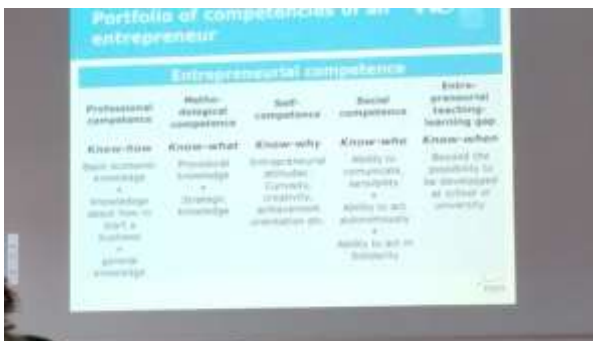 Portfolio of competencies of an
entrepreneur
Entrepreneurial competence
Professional
competence
Know-how
Basic economic
knowledge
+
knowledge
about how to
start a
business
+
general
knowledge
Metho-
dological
competence
Know-what
Procedural
knowledge
+
Strategic
knowledge
Self-
competence
Know-why
Entrepreneurial
attitudes:
Curiosity,
creativity,
achievement
orientation etc.
Social
competence
Know-who
Ability to
comunicate,
sensibility
+
Ability to act
autonomously
+
Ability to act in
Solidarity
Entre-
preneurial
teaching-
learning gap
Know-when
Beyond the
possibility to
be developped
at school or
university